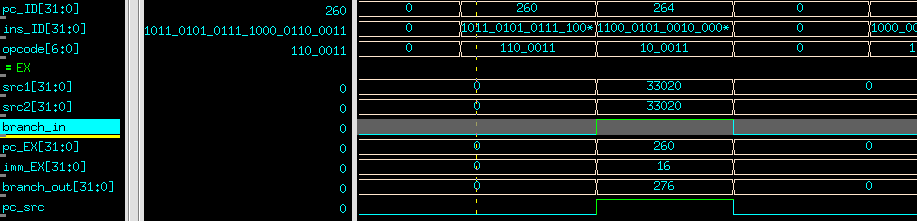 pc_ID[31:0] 260 0 260 264 0
ins_ID[31:0] 1011_0101_0111_1000_0110_0011 0 1011_0101_0111_100* 1100_0101_0010_000* 0 1000_00
opcode[6:0] 110_0011 0 110_0011 10_0011 0 1
= EX
src1[31:0] 0 0 33020 0
src2[31:0] 0 0 33020 0
branch_in 0
pc_EX[31:0] 0 0 260 0
imm_EX[31:0] 0 0 16 0
branch_out[31:0] 0 0 276 0
pc_src 0